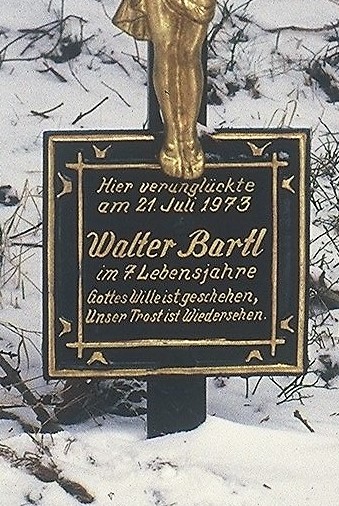 Hier verunglückte
am 21. Juli 1973
Walter Bartl
im 7 Lebensjahre
Gottes Wille ist geschehen,
Unser Trost ist Wiedersehen.